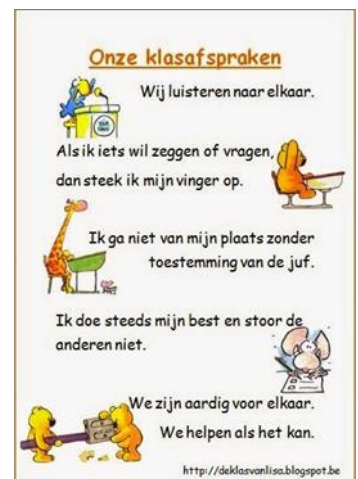 Onze klasafspraken
Wij luisteren naar elkaar.
Als ik iets wil zeggen of vragen,
dan steek ik mijn vinger op.
Ik ga niet van mijn plaats zonder
toestemming van de juf.
Ik doe steeds mijn best en stoor de
anderen niet.
We zijn aardig voor elkaar.
We helpen als het kan.
http://deklasvanlisa.blogspot.be